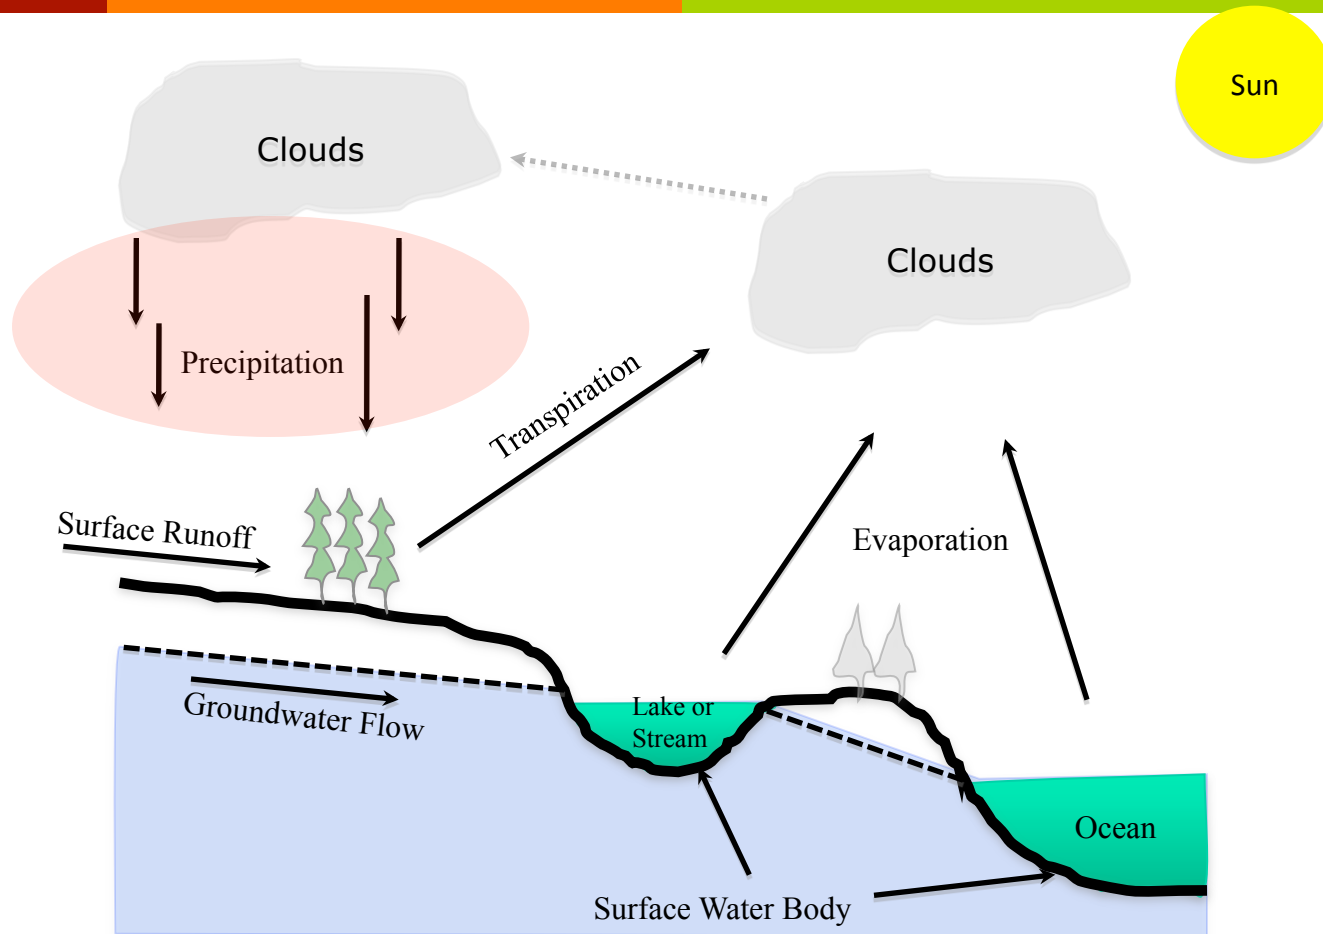 Sun
Clouds
Clouds
Precipitation
Transpiration
Surface Runoff
Evaporation
Groundwater Flow
Lake or
Stream
Ocean
Surface Water Body